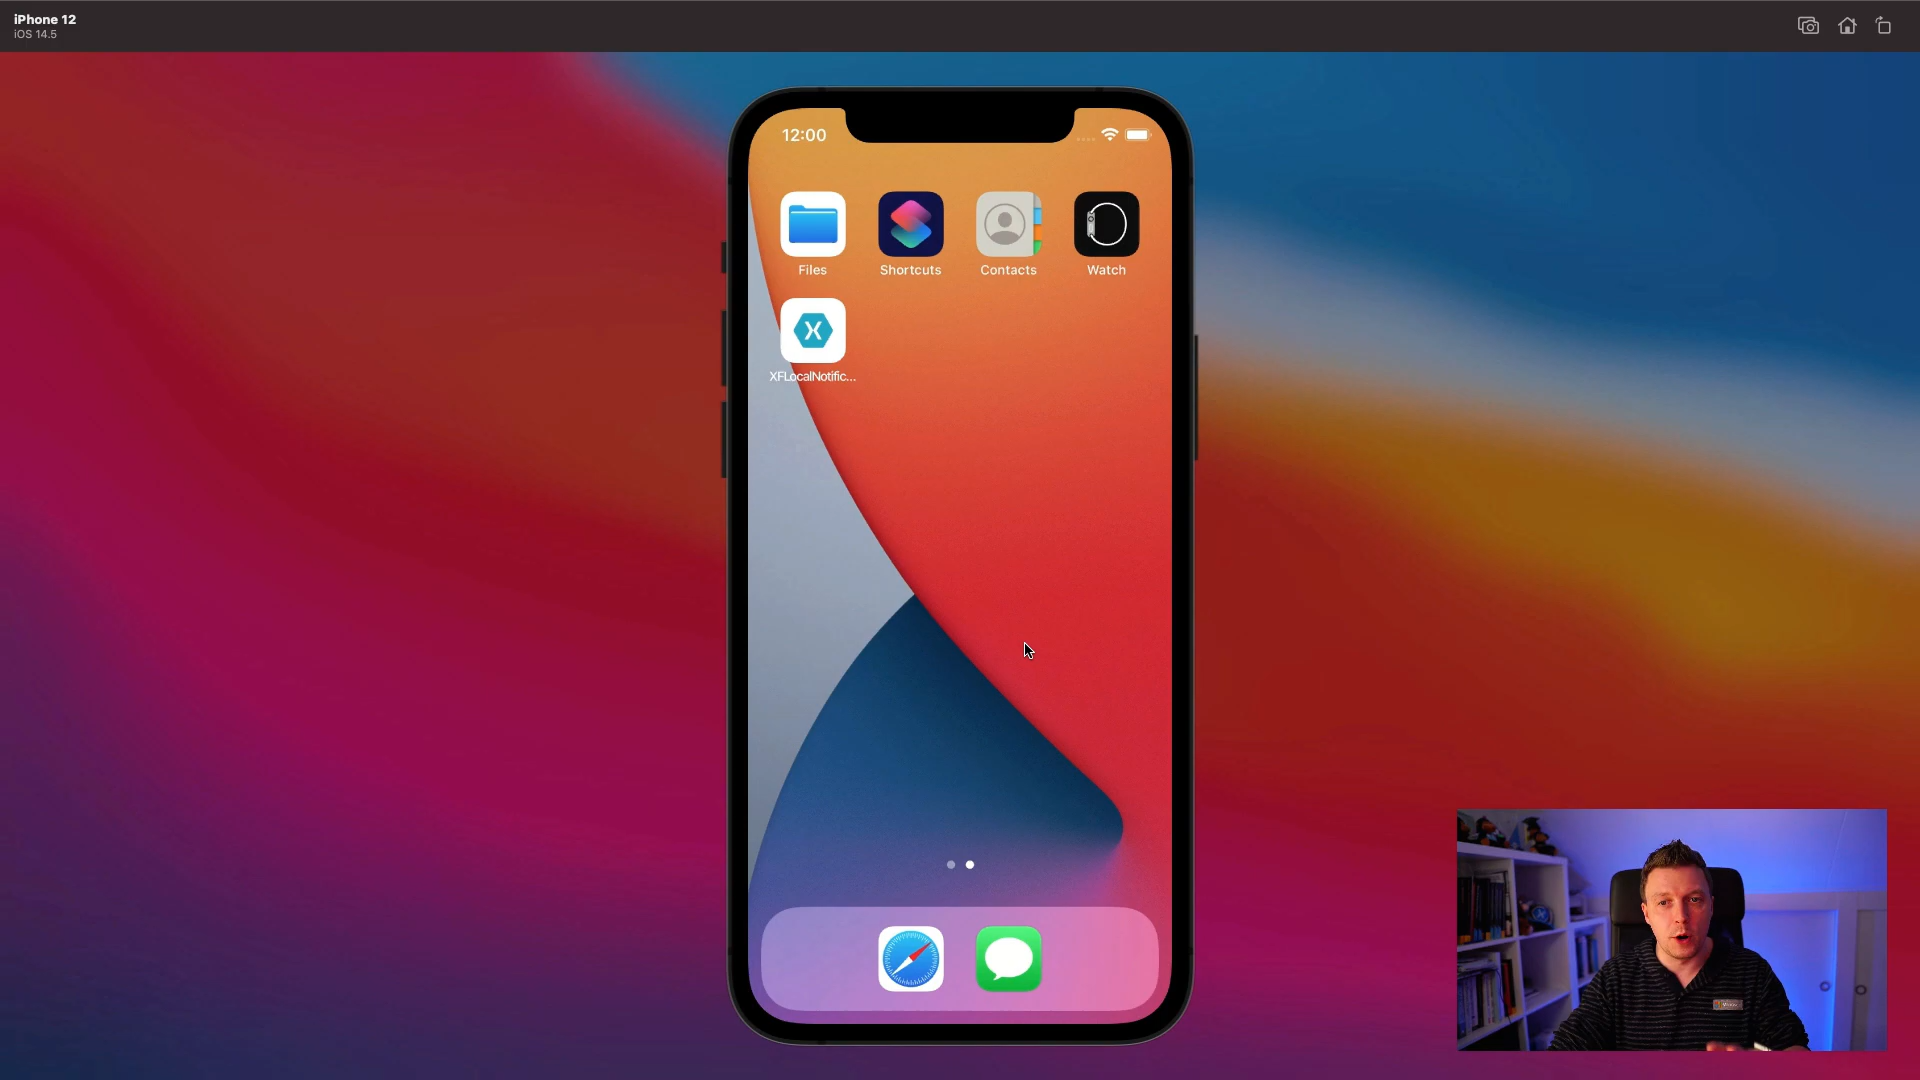 iPhone 12
iOS 14.5
12:00
Files
Shortcuts
Contacts
Watch
XFLocalNotific...